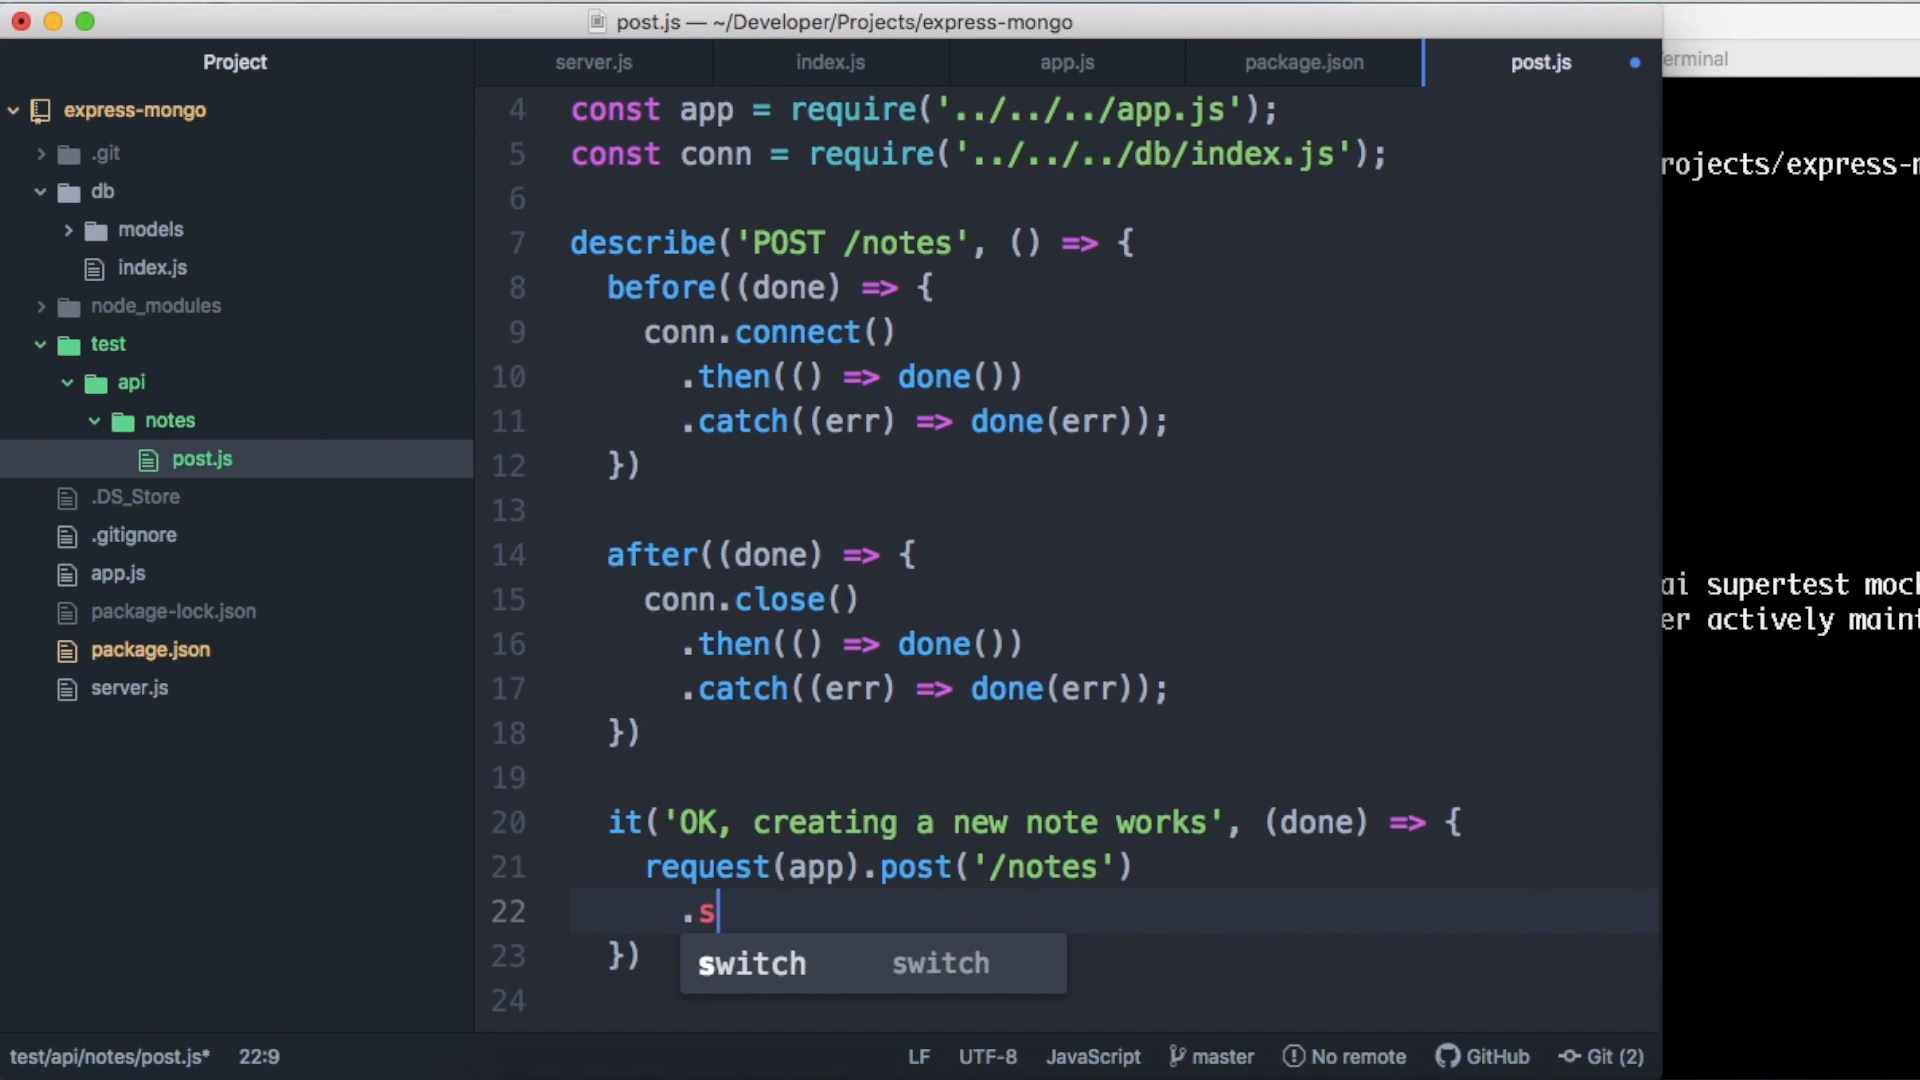 post.js — ~/Developer/Projects/express-mongo
Project
express-mongo
.git
db
models
index.js
node_modules
test
api
notes
post.js
.DS_Store
.gitignore
app.js
package-lock.json
package.json
server.js
server.js index.js app.js package.json post.js
4 const app = require('../../../app.js');
5 const conn = require('../../../db/index.js');
6
7 describe('POST /notes', () => {
8 before((done) => {
9 conn.connect()
10 .then(() => done())
11 .catch((err) => done(err));
12 })
13
14 after((done) => {
15 conn.close()
16 .then(() => done())
17 .catch((err) => done(err));
18 })
19
20 it('OK, creating a new note works', (done) => {
21 request(app).post('/notes')
22 .s
switch switch
23 })
24
test/api/notes/post.js* 22:9 LF UTF-8 JavaScript master No remote GitHub Git (2)
erminal
rojects/express-m
ai supertest moch
er actively maint